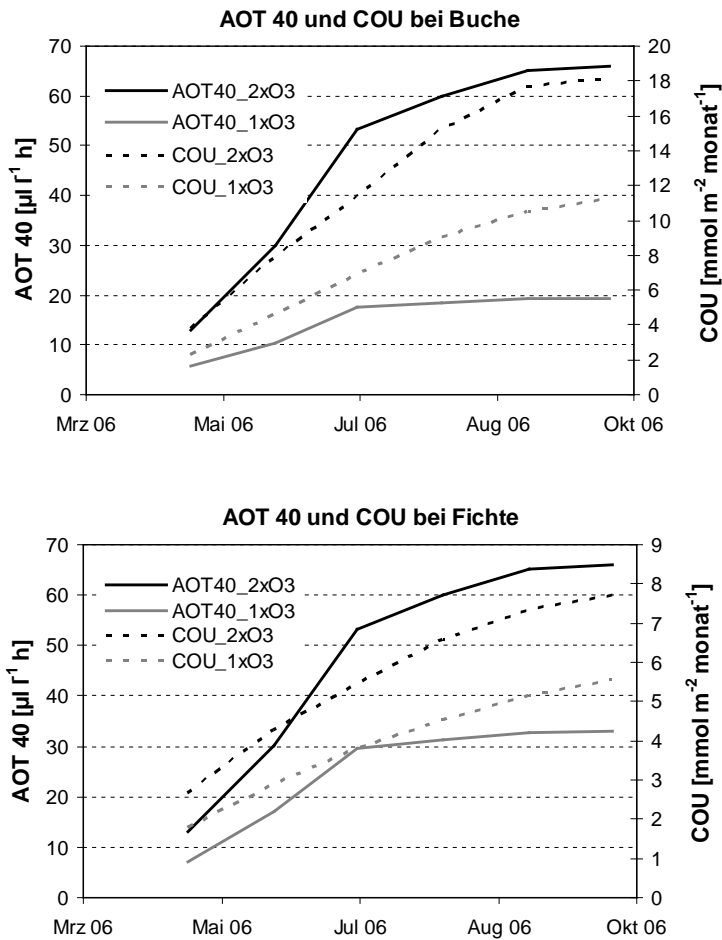 AOT 40 und COU bei Buche
AOT 40 [µl l⁻¹ h]
70
60
50
40
30
20
10
0
AOT40_2xO3
AOT40_1xO3
COU_2xO3
COU_1xO3
20
18
16
14
12
10
8
6
4
2
0
COU [mmol m⁻² monat⁻¹]
Mrz 06 Mai 06 Jul 06 Aug 06 Okt 06
AOT 40 und COU bei Fichte
AOT 40 [µl l⁻¹ h]
70
60
50
40
30
20
10
0
AOT40_2xO3
AOT40_1xO3
COU_2xO3
COU_1xO3
9
8
7
6
5
4
3
2
1
0
COU [mmol m⁻² monat⁻¹]
Mrz 06 Mai 06 Jul 06 Aug 06 Okt 06